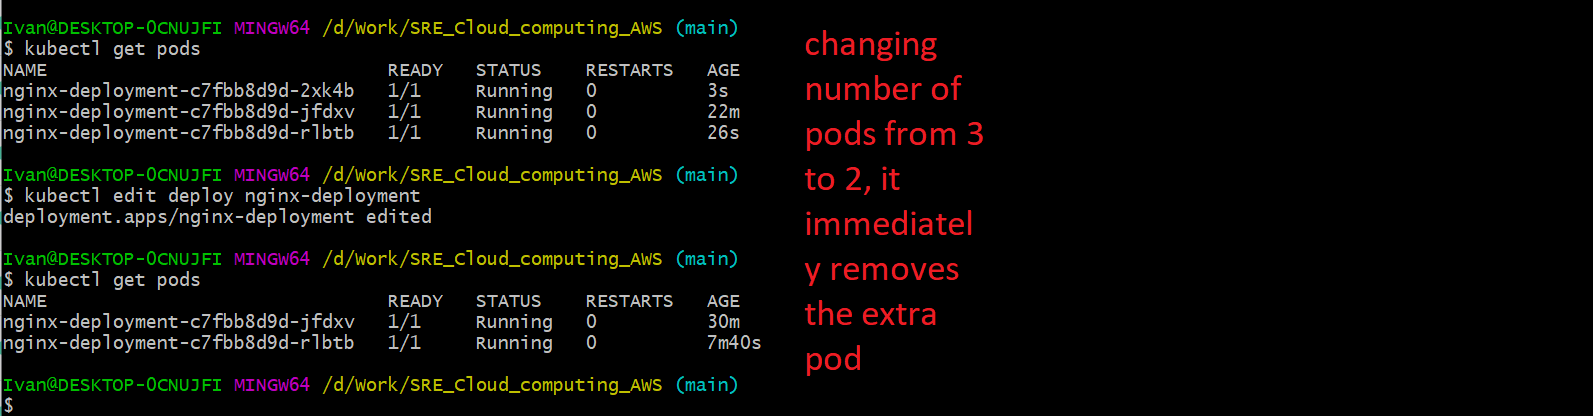 Ivan@DESKTOP-0CNUJFI MINGW64 /d/Work/SRE_Cloud_computing_AWS (main)
$ kubectl get pods
NAME READY STATUS RESTARTS AGE
nginx-deployment-c7fbb8d9d-2xk4b 1/1 Running 0 3s
nginx-deployment-c7fbb8d9d-jfdxv 1/1 Running 0 22m
nginx-deployment-c7fbb8d9d-rlbtb 1/1 Running 0 26s
Ivan@DESKTOP-0CNUJFI MINGW64 /d/Work/SRE_Cloud_computing_AWS (main)
$ kubectl edit deploy nginx-deployment
deployment.apps/nginx-deployment edited
Ivan@DESKTOP-0CNUJFI MINGW64 /d/Work/SRE_Cloud_computing_AWS (main)
$ kubectl get pods
NAME READY STATUS RESTARTS AGE
nginx-deployment-c7fbb8d9d-jfdxv 1/1 Running 0 30m
nginx-deployment-c7fbb8d9d-rlbtb 1/1 Running 0 7m40s
Ivan@DESKTOP-0CNUJFI MINGW64 /d/Work/SRE_Cloud_computing_AWS (main)
$
changing
number of
pods from 3
to 2, it
immediatel
y removes
the extra
pod